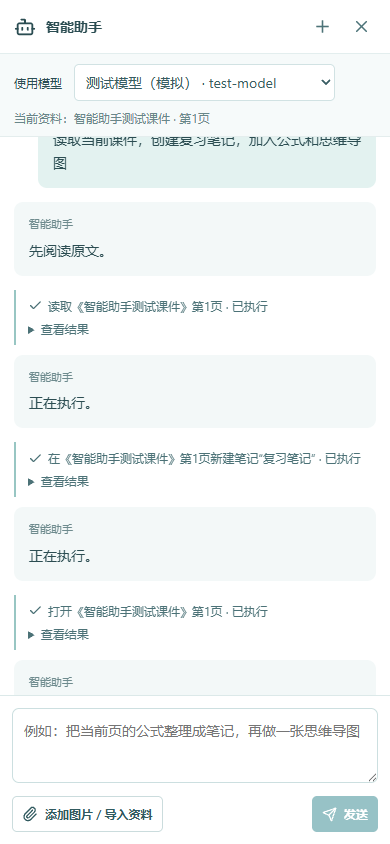 智能助手
使用模型 测试模型（模拟） · test-model
当前资料：智能助手测试课件 · 第1页
读取当前课件，创建复习笔记，加入公式和思维导
图
智能助手
先阅读原文。
读取《智能助手测试课件》第1页 · 已执行
查看结果
智能助手
正在执行。
在《智能助手测试课件》第1页新建笔记“复习笔记” · 已执行
查看结果
智能助手
正在执行。
打开《智能助手测试课件》第1页 · 已执行
查看结果
智能助手
例如：把当前页的公式整理成笔记，再做一张思维导图
添加图片 / 导入资料 发送